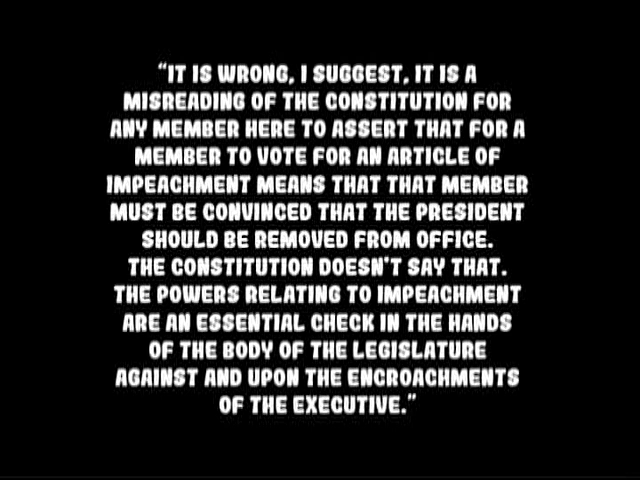 “IT IS WRONG, I SUGGEST, IT IS A
MISREADING OF THE CONSTITUTION FOR
ANY MEMBER HERE TO ASSERT THAT FOR A
MEMBER TO VOTE FOR AN ARTICLE OF
IMPEACHMENT MEANS THAT THAT MEMBER
MUST BE CONVINCED THAT THE PRESIDENT
SHOULD BE REMOVED FROM OFFICE.
THE CONSTITUTION DOESN'T SAY THAT.
THE POWERS RELATING TO IMPEACHMENT
ARE AN ESSENTIAL CHECK IN THE HANDS
OF THE BODY OF THE LEGISLATURE
AGAINST AND UPON THE ENCROACHMENTS
OF THE EXECUTIVE.”